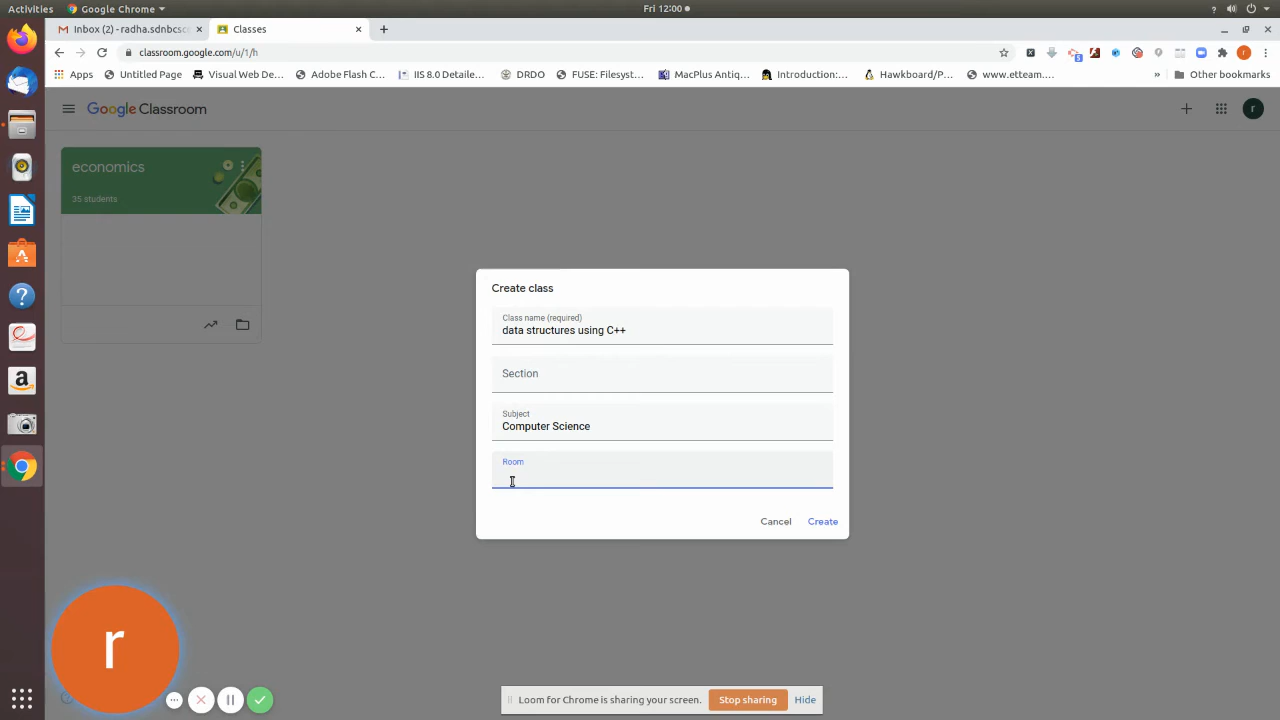 Activities
Google Chrome
Fri 12:00
Inbox (2) - radha.sdnbcsc
Classes
classroom.google.com/u/1/h
Apps
Untitled Page
Visual Web De...
Adobe Flash C...
IIS 8.0 Detaile...
DRDO
FUSE: Filesyst...
MacPlus Antiq...
Introduction:...
Hawkboard/P...
www.etteam....
Other bookmarks
Google Classroom
r
economics
35 students
Create class
Class name (required)
data structures using C++
Section
Subject
Computer Science
Room
Cancel
Create
r
Loom for Chrome is sharing your screen.
Stop sharing
Hide